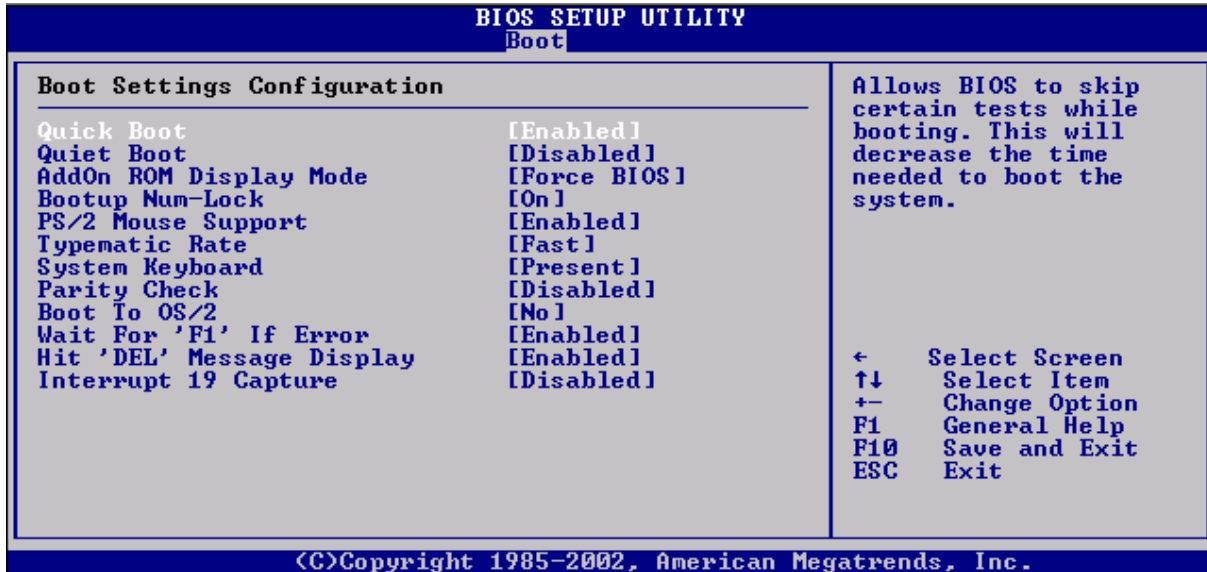 BIOS SETUP UTILITY
Boot
Boot Settings Configuration
Quick Boot [Enabled]
Quiet Boot [Disabled]
AddOn ROM Display Mode [Force BIOS]
Bootup Num-Lock [On]
PS/2 Mouse Support [Enabled]
Typematic Rate [Fast]
System Keyboard [Present]
Parity Check [Disabled]
Boot To OS/2 [No]
Wait For 'F1' If Error [Enabled]
Hit 'DEL' Message Display [Enabled]
Interrupt 19 Capture [Disabled]
Allows BIOS to skip
certain tests while
booting. This will
decrease the time
needed to boot the
system.
← Select Screen
↑↓ Select Item
+- Change Option
F1 General Help
F10 Save and Exit
ESC Exit
(C)Copyright 1985-2002, American Megatrends, Inc.